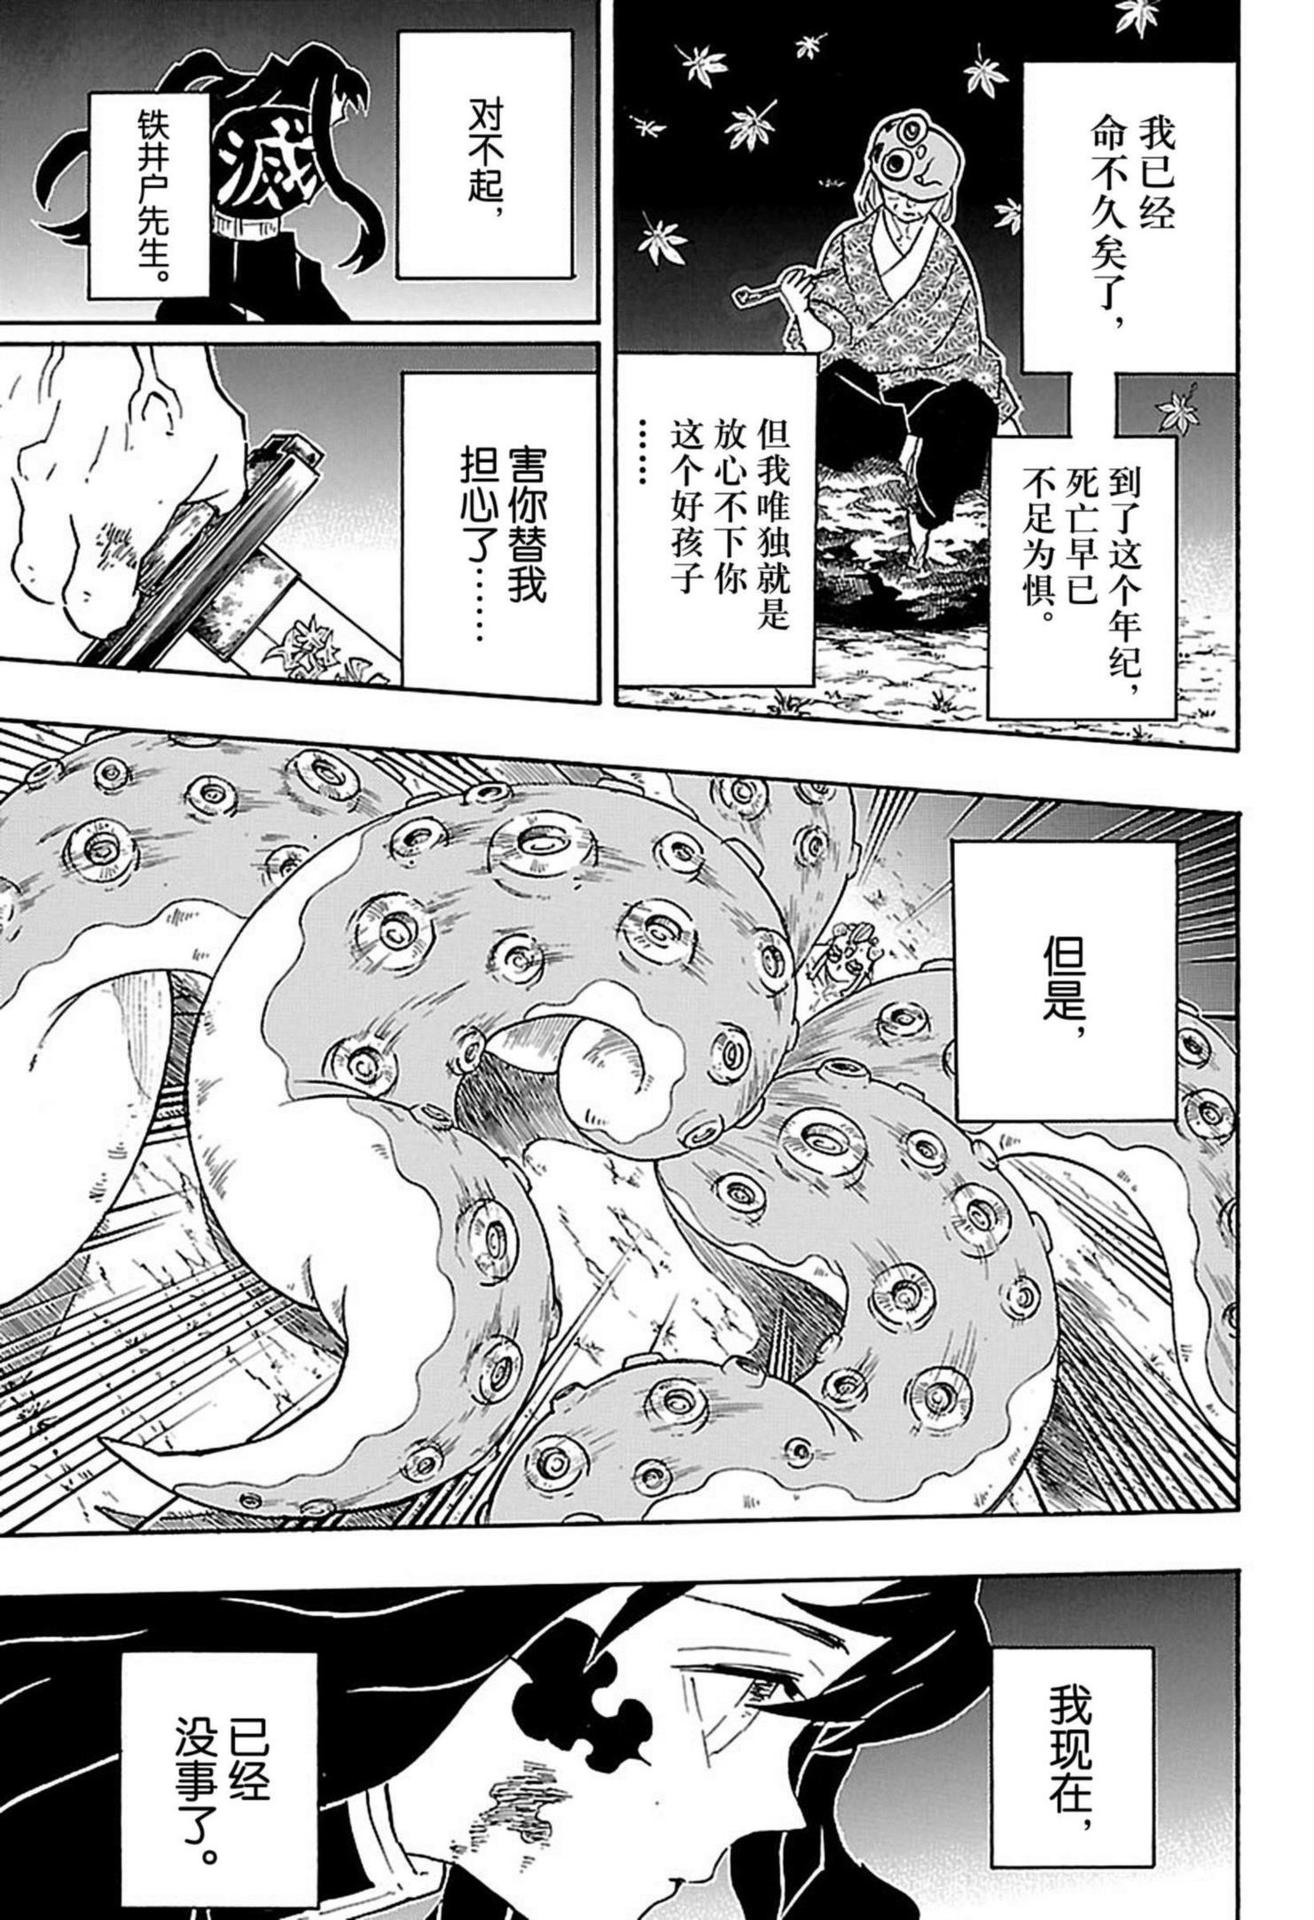 我已经
命不久矣了，
到了这个年纪，
死亡早已
不足为惧。
但我唯独就是
放心不下你
这个好孩子
……
对不起，
铁井户先生。
滅
害你替我
担心了……
但是，
我现在，
已经
没事了。